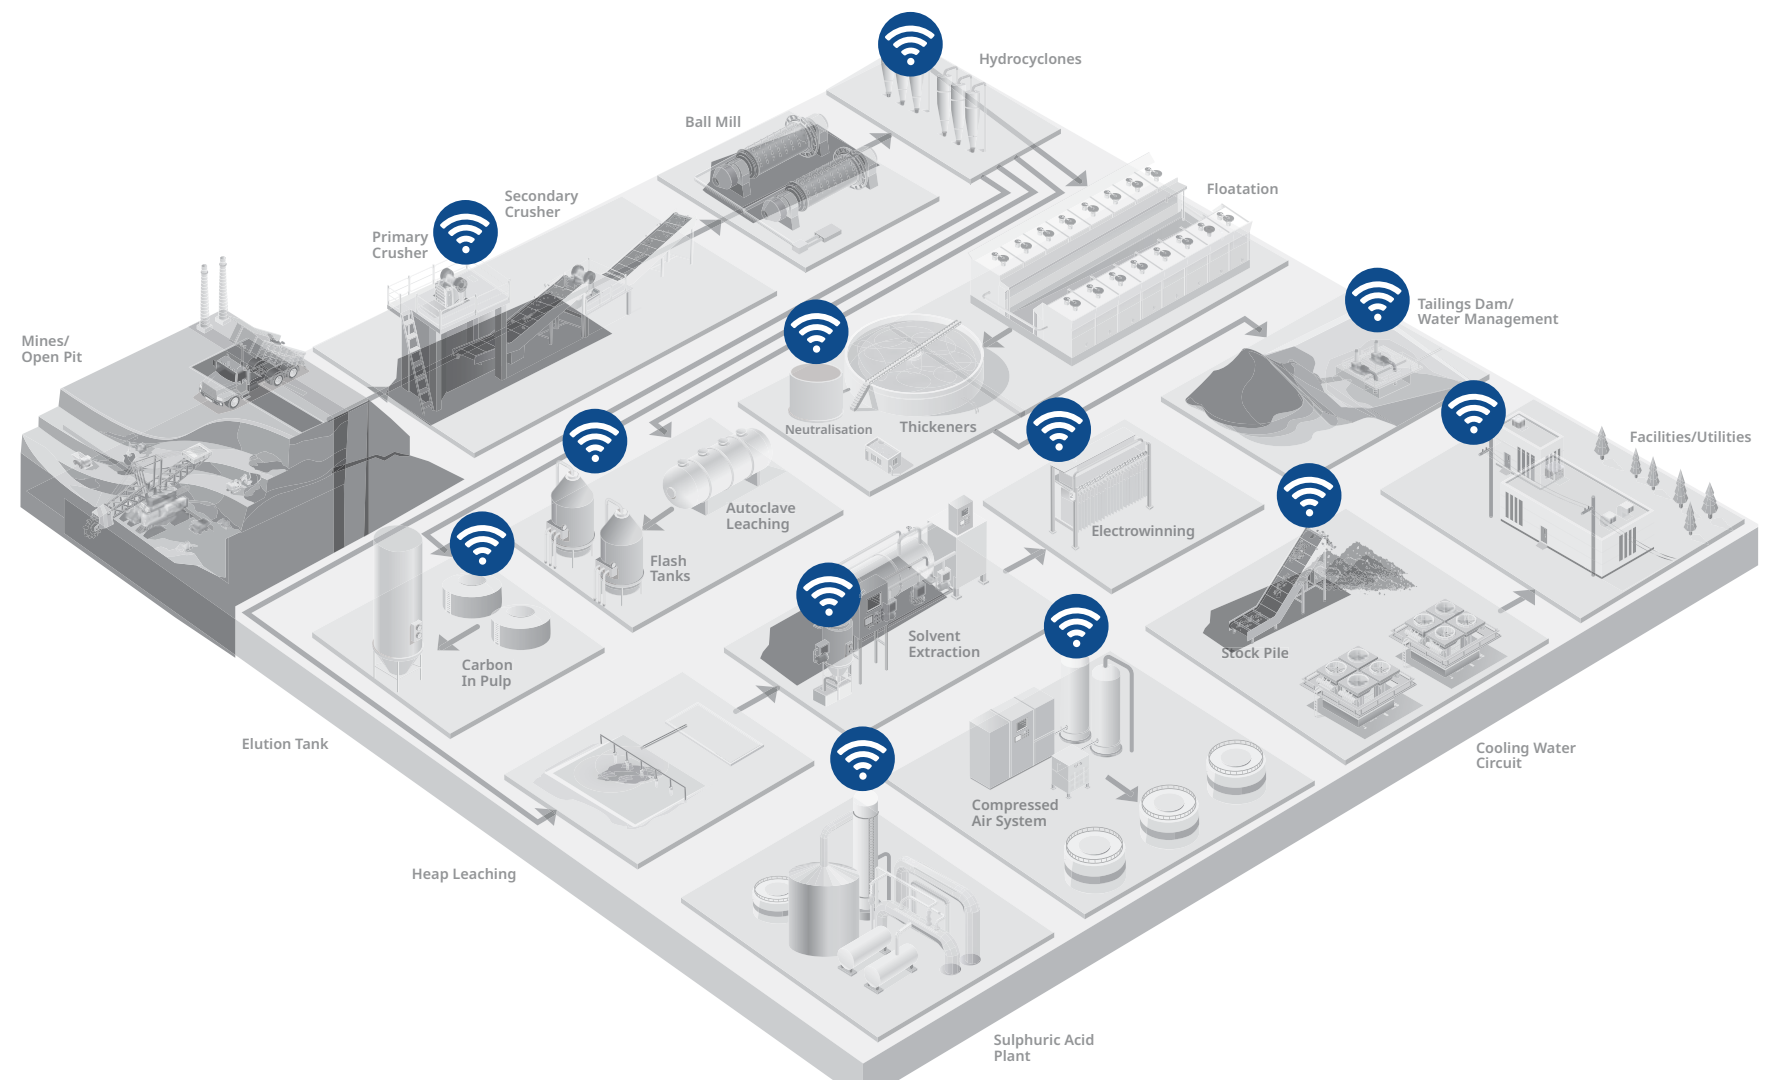 Hydrocyclones
Ball Mill
Secondary
Crusher
Floatation
Primary
Crusher
Tailings Dam/
Water Management
Mines/
Open Pit
Neutralisation
Thickeners
Facilities/Utilities
Autoclave
Leaching
Electrowinning
Flash
Tanks
Solvent
Extraction
Stock Pile
Carbon
In Pulp
Elution Tank
Cooling Water
Circuit
Compressed
Air System
Heap Leaching
Sulphuric Acid
Plant